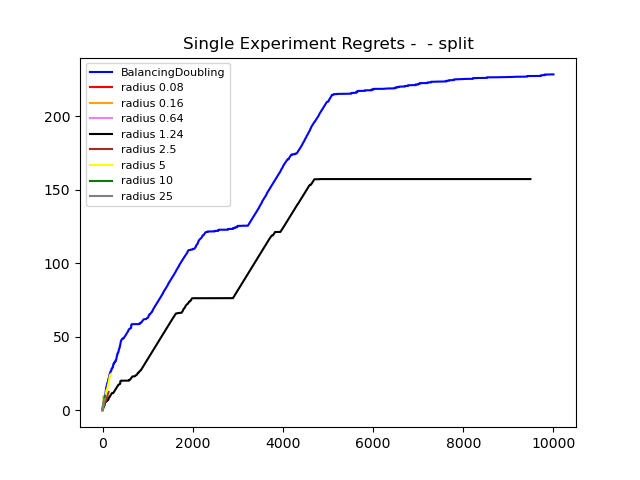 Single Experiment Regrets -  - split
BalancingDoubling
radius 0.08
radius 0.16
radius 0.64
radius 1.24
radius 2.5
radius 5
radius 10
radius 25
200
150
100
50
0
0 2000 4000 6000 8000 10000